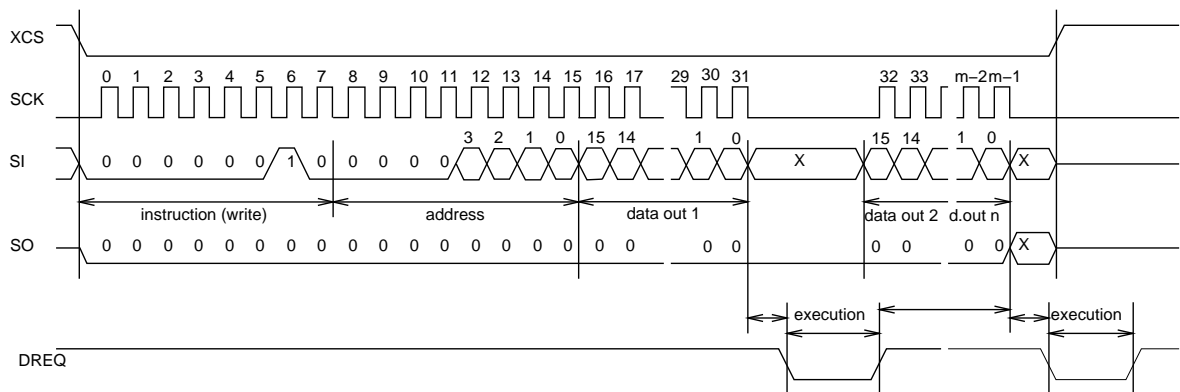 XCS
0 1 2 3 4 5 6 7 8 9 10 11 12 13 14 15 16 17 29 30 31 32 33 m−2 m−1
SCK
3 2 1 0 15 14 1 0 15 14 1 0
SI 0 0 0 0 0 0 1 0 0 0 0 0 X X
instruction (write) address data out 1 data out 2 d.out n
SO 0 0 0 0 0 0 0 0 0 0 0 0 0 0 0 0 0 0 0 0 0 0 0 0 X
execution execution
DREQ